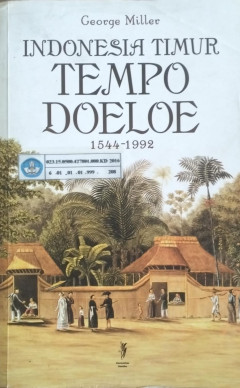 George Miller
INDONESIA TIMUR
TEMPO
DOELOE
1544-1992